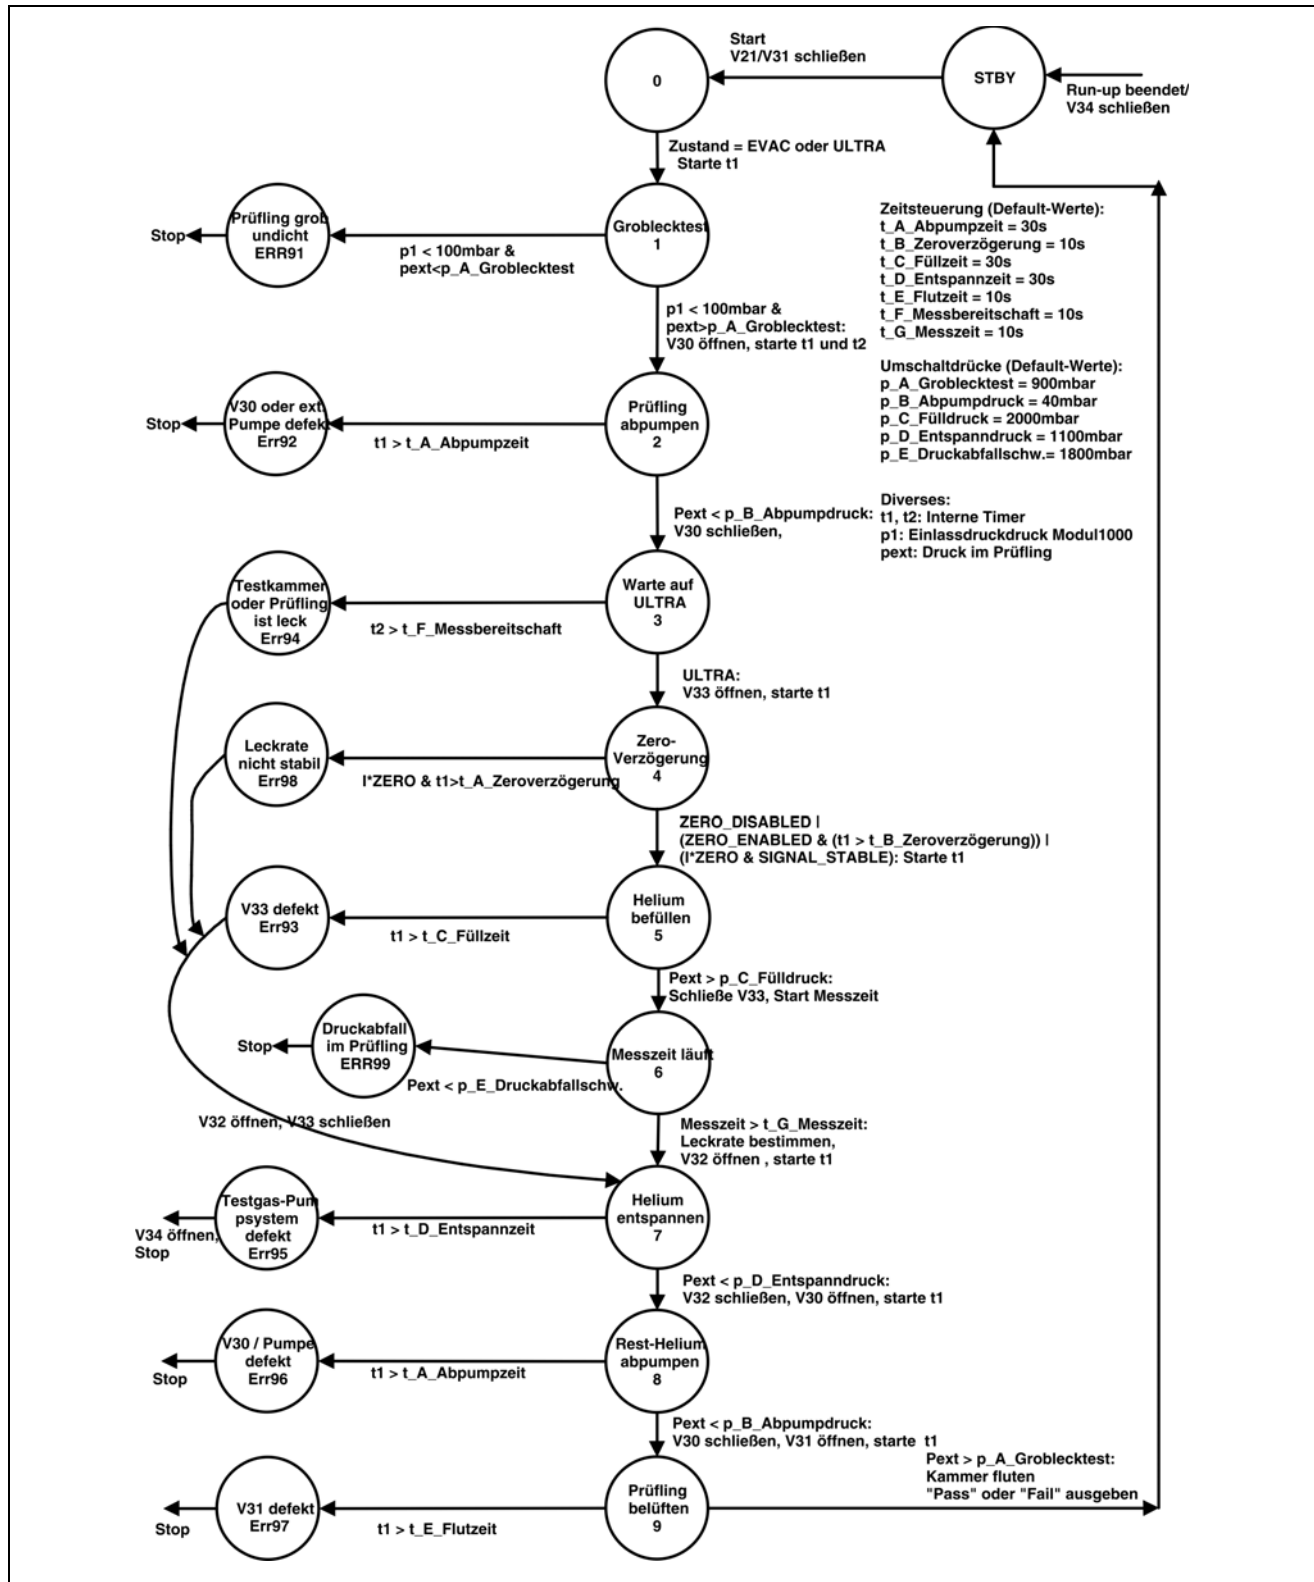 Start
V21/V31 schließen
0
STBY
Run-up beendet/
V34 schließen
Zustand = EVAC oder ULTRA
Starte t1
Prüfling grob
undicht
ERR91
Stop
Groblecktest
1
p1 < 100mbar &
pext<p_A_Groblecktest
Zeitsteuerung (Default-Werte):
t_A_Abpumpzeit = 30s
t_B_Zeroverzögerung = 10s
t_C_Füllzeit = 30s
t_D_Entspannzeit = 30s
t_E_Flutzeit = 10s
t_F_Messbereitschaft = 10s
t_G_Messzeit = 10s
p1 < 100mbar &
pext>p_A_Groblecktest:
V30 öffnen, starte t1 und t2
Umschaltdrücke (Default-Werte):
p_A_Groblecktest = 900mbar
p_B_Abpumpdruck = 40mbar
p_C_Fülldruck = 2000mbar
p_D_Entspanndruck = 1100mbar
p_E_Druckabfallschw.= 1800mbar
V30 oder ext.
Pumpe defekt
Err92
Stop
Prüfling
abpumpen
2
t1 > t_A_Abpumpzeit
Diverses:
t1, t2: Interne Timer
p1: Einlassdruckdruck Modul1000
pext: Druck im Prüfling
Pext < p_B_Abpumpdruck:
V30 schließen,
Testkammer
oder Prüfling
ist leck
Err94
Warte auf
ULTRA
3
t2 > t_F_Messbereitschaft
ULTRA:
V33 öffnen, starte t1
Leckrate
nicht stabil
Err98
Zero-
Verzögerung
4
I*ZERO & t1>t_A_Zeroverzögerung
ZERO_DISABLED I
(ZERO_ENABLED & (t1 > t_B_Zeroverzögerung)) I
(I*ZERO & SIGNAL_STABLE): Starte t1
V33 defekt
Err93
Helium
befüllen
5
t1 > t_C_Füllzeit
Pext > p_C_Fülldruck:
Schließe V33, Start Messzeit
Druckabfall
im Prüfling
ERR99
Stop
Messzeit läuft
6
Pext < p_E_Druckabfallschw.
V32 öffnen, V33 schließen
Messzeit > t_G_Messzeit:
Leckrate bestimmen,
V32 öffnen , starte t1
Testgas-Pum
psystem
defekt
Err95
V34 öffnen,
Stop
Helium
entspannen
7
t1 > t_D_Entspannzeit
Pext < p_D_Entspanndruck:
V32 schließen, V30 öffnen, starte t1
V30 / Pumpe
defekt
Err96
Stop
Rest-Helium
abpumpen
8
t1 > t_A_Abpumpzeit
Pext < p_B_Abpumpdruck:
V30 schließen, V31 öffnen, starte t1
Pext > p_A_Groblecktest:
Kammer fluten
"Pass" oder "Fail" ausgeben
V31 defekt
Err97
Stop
Prüfling
belüften
9
t1 > t_E_Flutzeit